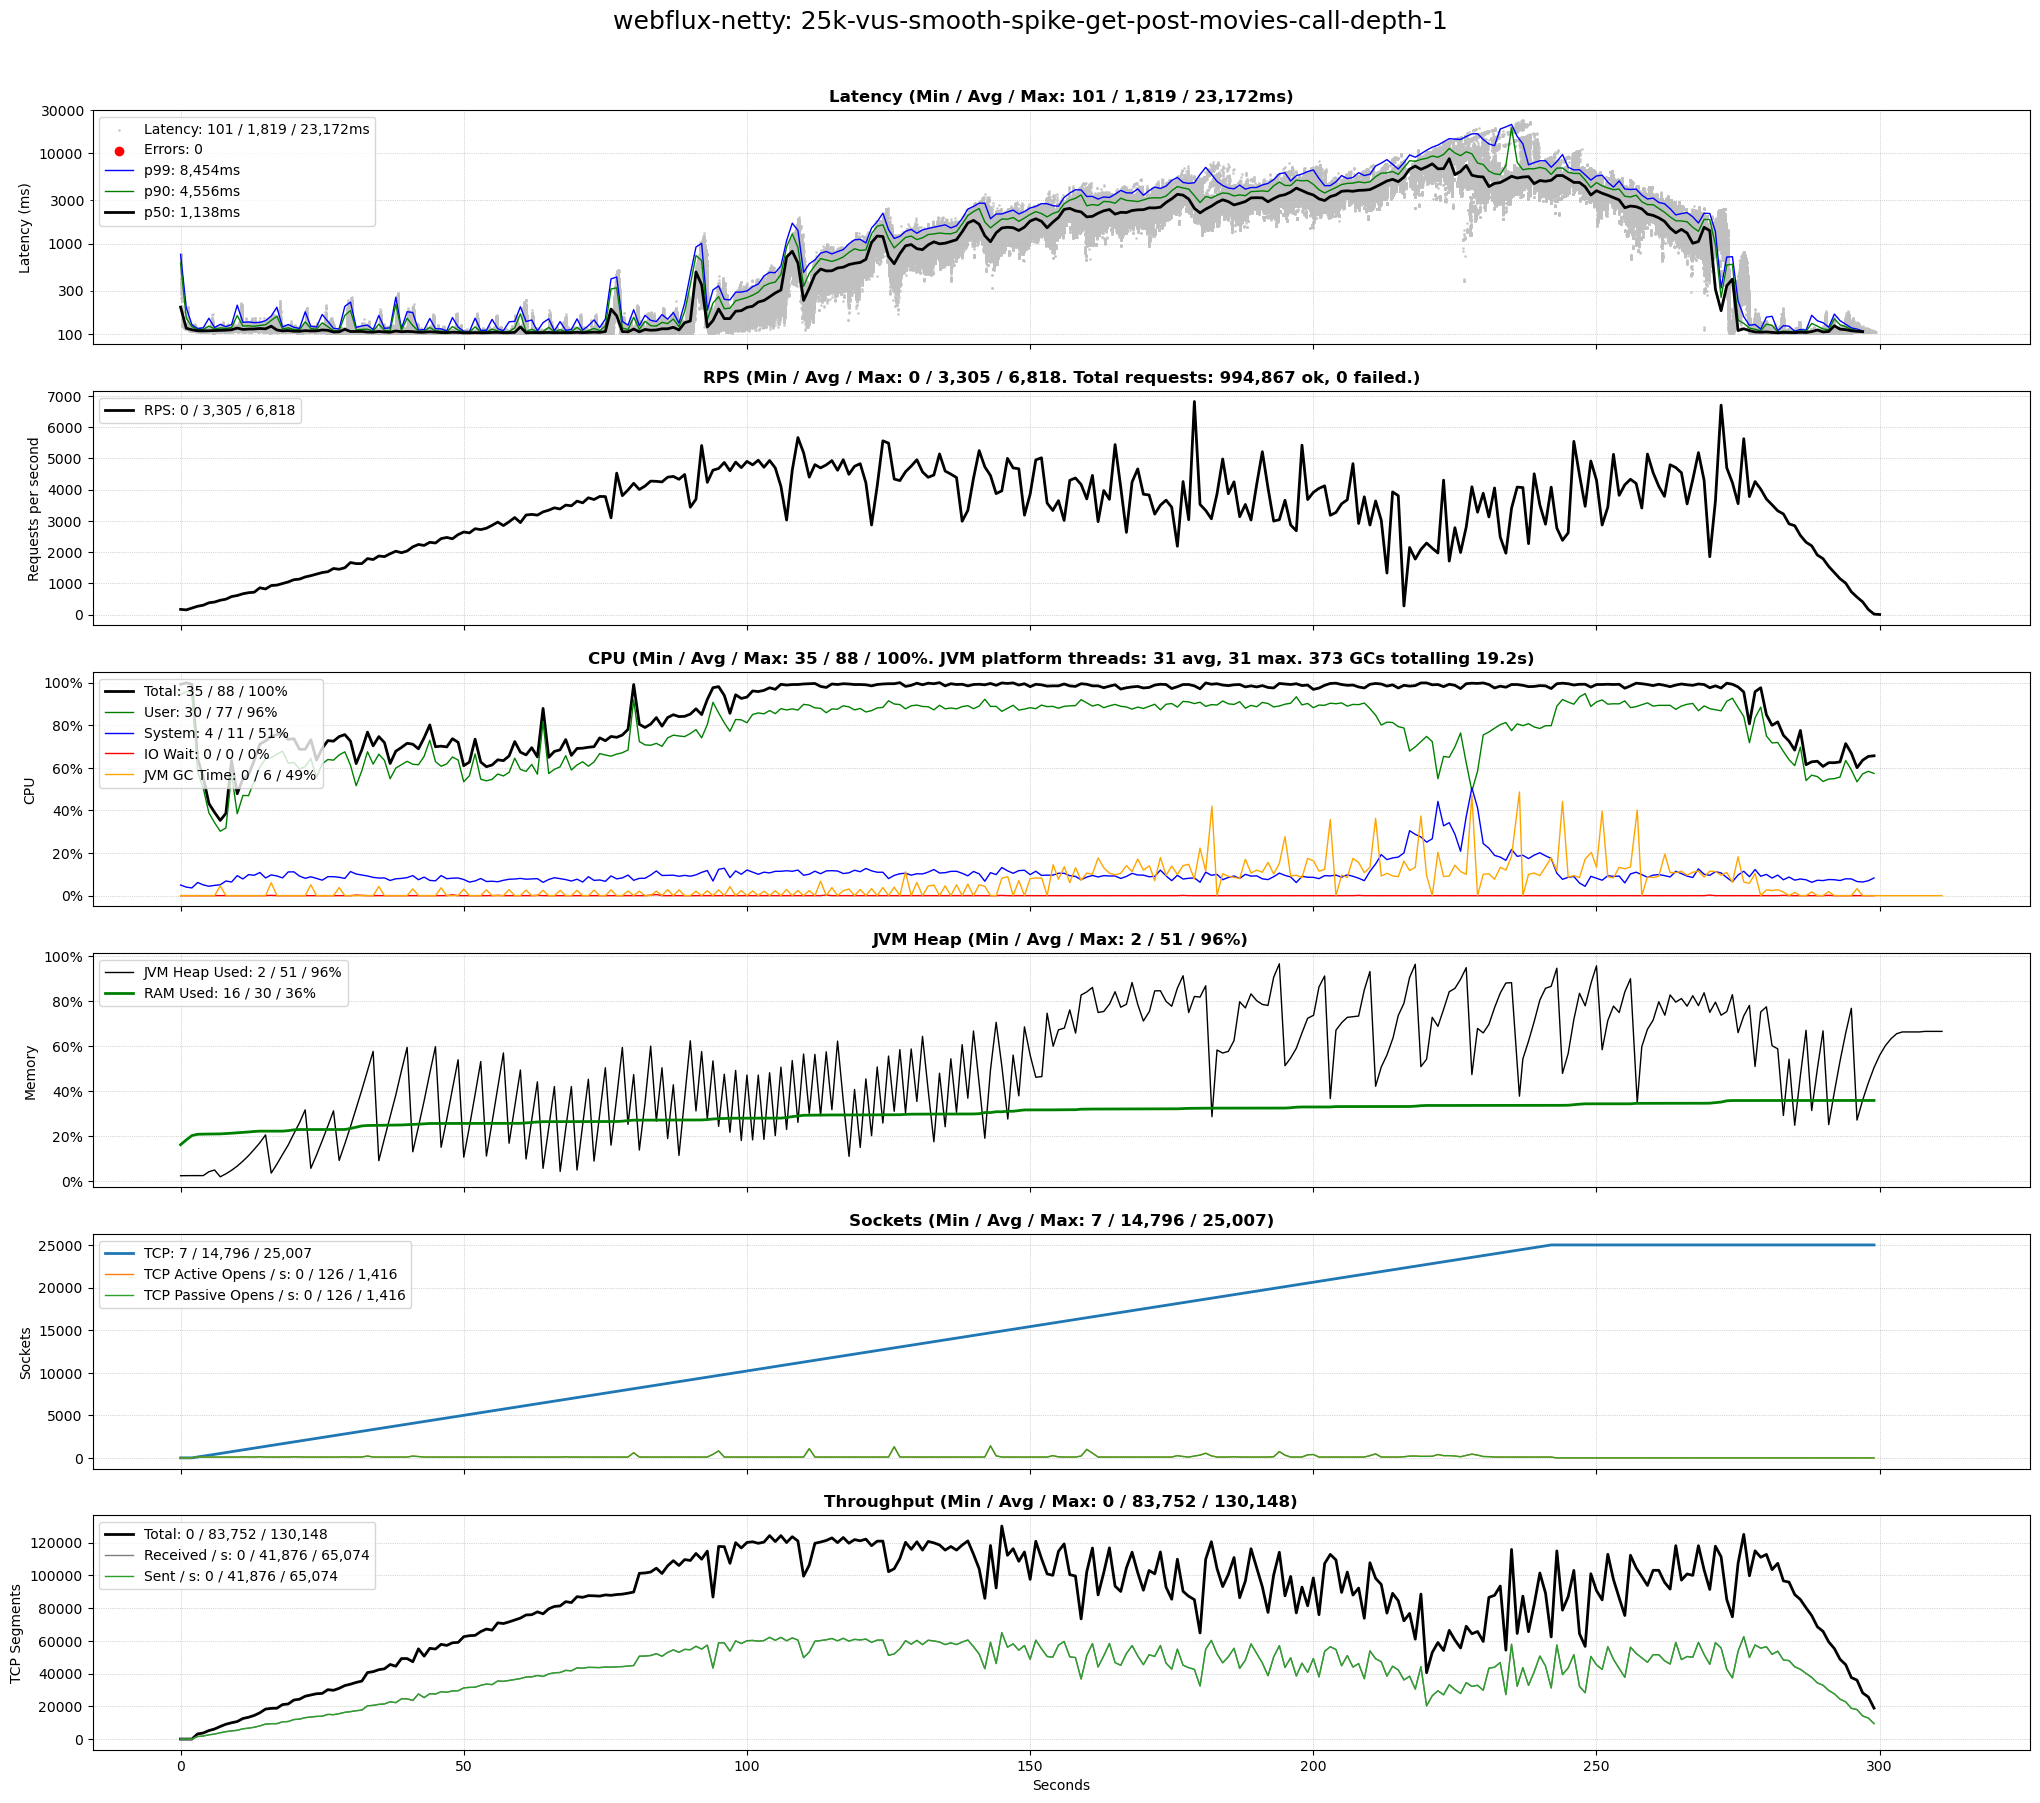 webflux-netty: 25k-vus-smooth-spike-get-post-movies-call-depth-1
Latency (Min / Avg / Max: 101 / 1,819 / 23,172ms)
30000
10000
3000
1000
300
100
Latency (ms)
Latency: 101 / 1,819 / 23,172ms
Errors: 0
p99: 8,454ms
p90: 4,556ms
p50: 1,138ms
RPS (Min / Avg / Max: 0 / 3,305 / 6,818. Total requests: 994,867 ok, 0 failed.)
7000
6000
5000
4000
3000
2000
1000
0
Requests per second
RPS: 0 / 3,305 / 6,818
CPU (Min / Avg / Max: 35 / 88 / 100%. JVM platform threads: 31 avg, 31 max. 373 GCs totalling 19.2s)
100%
80%
60%
40%
20%
0%
CPU
Total: 35 / 88 / 100%
User: 30 / 77 / 96%
System: 4 / 11 / 51%
IO Wait: 0 / 0 / 0%
JVM GC Time: 0 / 6 / 49%
JVM Heap (Min / Avg / Max: 2 / 51 / 96%)
100%
80%
60%
40%
20%
0%
Memory
JVM Heap Used: 2 / 51 / 96%
RAM Used: 16 / 30 / 36%
Sockets (Min / Avg / Max: 7 / 14,796 / 25,007)
25000
20000
15000
10000
5000
0
Sockets
TCP: 7 / 14,796 / 25,007
TCP Active Opens / s: 0 / 126 / 1,416
TCP Passive Opens / s: 0 / 126 / 1,416
Throughput (Min / Avg / Max: 0 / 83,752 / 130,148)
120000
100000
80000
60000
40000
20000
0
TCP Segments
Total: 0 / 83,752 / 130,148
Received / s: 0 / 41,876 / 65,074
Sent / s: 0 / 41,876 / 65,074
0 50 100 150 200 250 300
Seconds